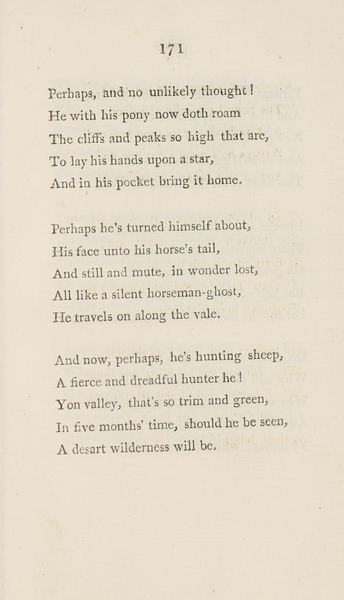 171
Perhaps, and no unlikely thought!
He with his pony now doth roam
The cliffs and peaks so high that are,
To lay his hands upon a star,
And in his pocket bring it home.
Perhaps he's turned himself about,
His face unto his horse's tail,
And still and mute, in wonder lost,
All like a silent horseman-ghost,
He travels on along the vale.
And now, perhaps, he's hunting sheep,
A fierce and dreadful hunter he!
Yon valley, that's so trim and green,
In five months' time, should he be seen,
A desart wilderness will be.